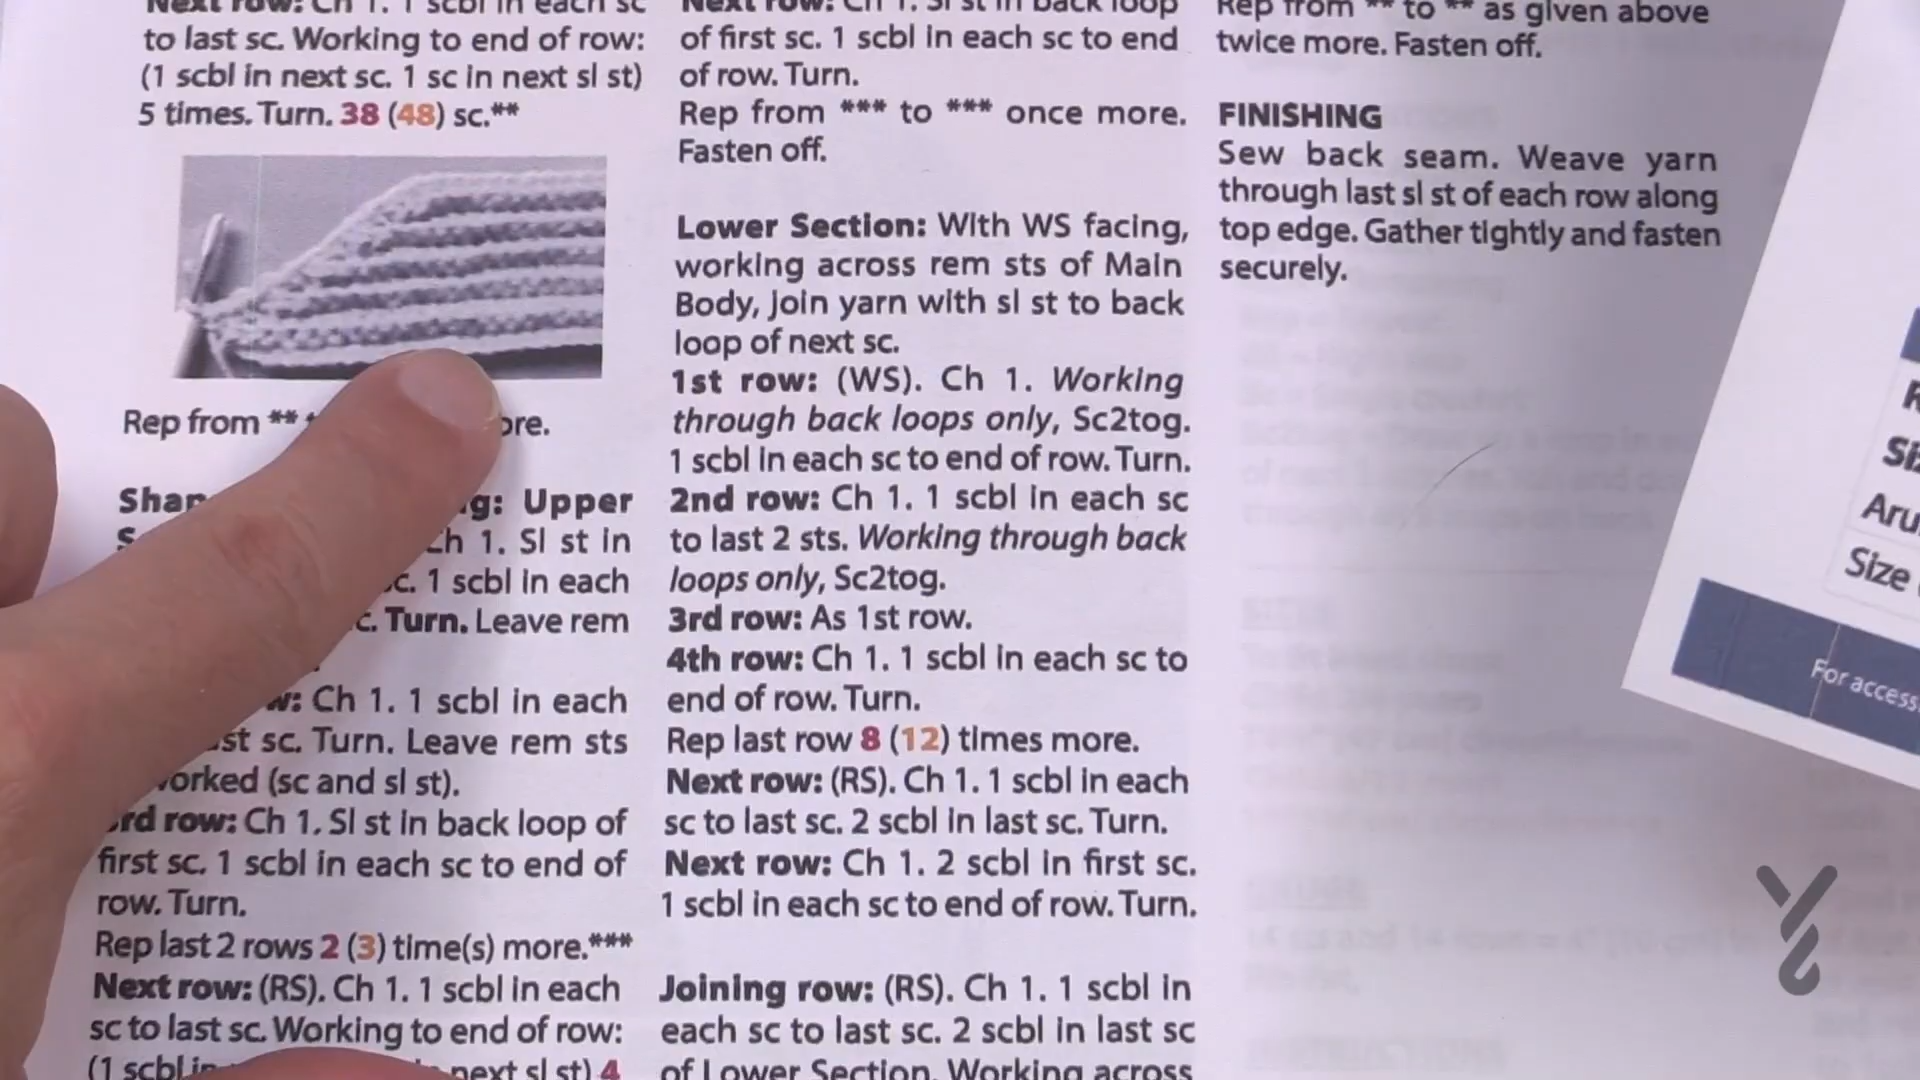 Next row: Ch 1. 1 scbl in each sc
to last sc. Working to end of row:
(1 scbl in next sc. 1 sc in next sl st)
5 times. Turn. 38 (48) sc.**
Rep from ** ore.
Shap g: Upper
S Ch 1. Sl st in
c. 1 scbl in each
c. Turn. Leave rem
w: Ch 1. 1 scbl in each
st sc. Turn. Leave rem sts
worked (sc and sl st).
3rd row: Ch 1. Sl st in back loop of
first sc. 1 scbl in each sc to end of
row. Turn.
Rep last 2 rows 2 (3) time(s) more.***
Next row: (RS). Ch 1. 1 scbl in each
sc to last sc. Working to end of row:
(1 scbl in next sl st) 4
Next row: Ch 1. Sl st in back loop
of first sc. 1 scbl in each sc to end
of row. Turn.
Rep from *** to *** once more.
Fasten off.
Lower Section: With WS facing,
working across rem sts of Main
Body, join yarn with sl st to back
loop of next sc.
1st row: (WS). Ch 1. Working
through back loops only, Sc2tog.
1 scbl in each sc to end of row. Turn.
2nd row: Ch 1. 1 scbl in each sc
to last 2 sts. Working through back
loops only, Sc2tog.
3rd row: As 1st row.
4th row: Ch 1. 1 scbl in each sc to
end of row. Turn.
Rep last row 8 (12) times more.
Next row: (RS). Ch 1. 1 scbl in each
sc to last sc. 2 scbl in last sc. Turn.
Next row: Ch 1. 2 scbl in first sc.
1 scbl in each sc to end of row. Turn.
Joining row: (RS). Ch 1. 1 scbl in
each sc to last sc. 2 scbl in last sc
of Lower Section. Working across
Rep from ** to ** as given above
twice more. Fasten off.
FINISHING
Sew back seam. Weave yarn
through last sl st of each row along
top edge. Gather tightly and fasten
securely.
R
Si
Aru
Size
For access